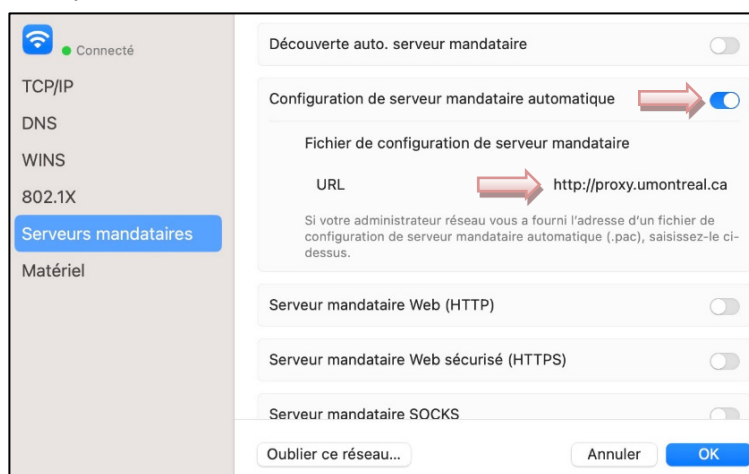 Connecté
TCP/IP
DNS
WINS
802.1X
Serveurs mandataires
Matériel
Découverte auto. serveur mandataire
Configuration de serveur mandataire automatique
Fichier de configuration de serveur mandataire
URL http://proxy.umontreal.ca
Si votre administrateur réseau vous a fourni l'adresse d'un fichier de
configuration de serveur mandataire automatique (.pac), saisissez-le ci-
dessus.
Serveur mandataire Web (HTTP)
Serveur mandataire Web sécurisé (HTTPS)
Serveur mandataire SOCKS
Oublier ce réseau... Annuler OK